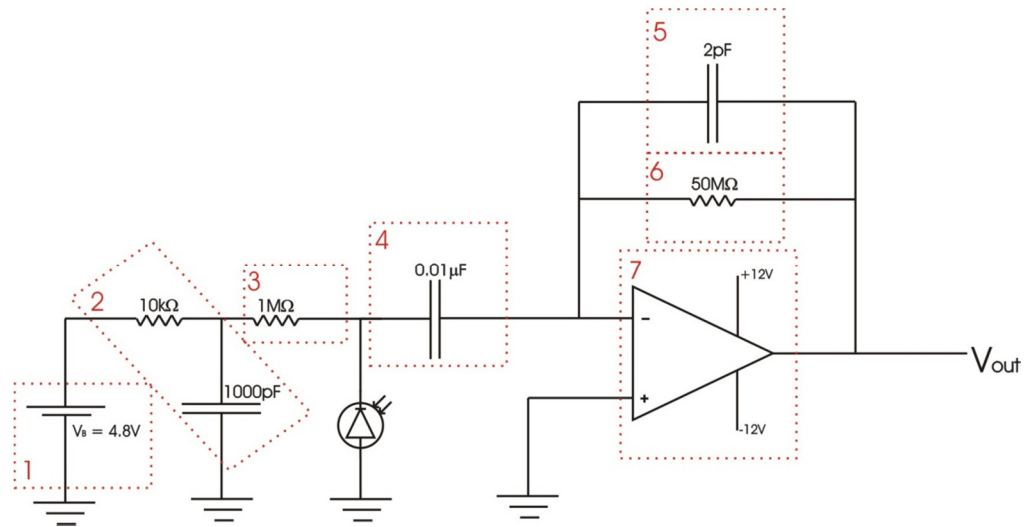 5
2pF
6
50MΩ
4
0.01μF
7
+12V
3
2
10kΩ
1MΩ
−
Vout
1000pF
+
VB = 4.8V
-12V
1